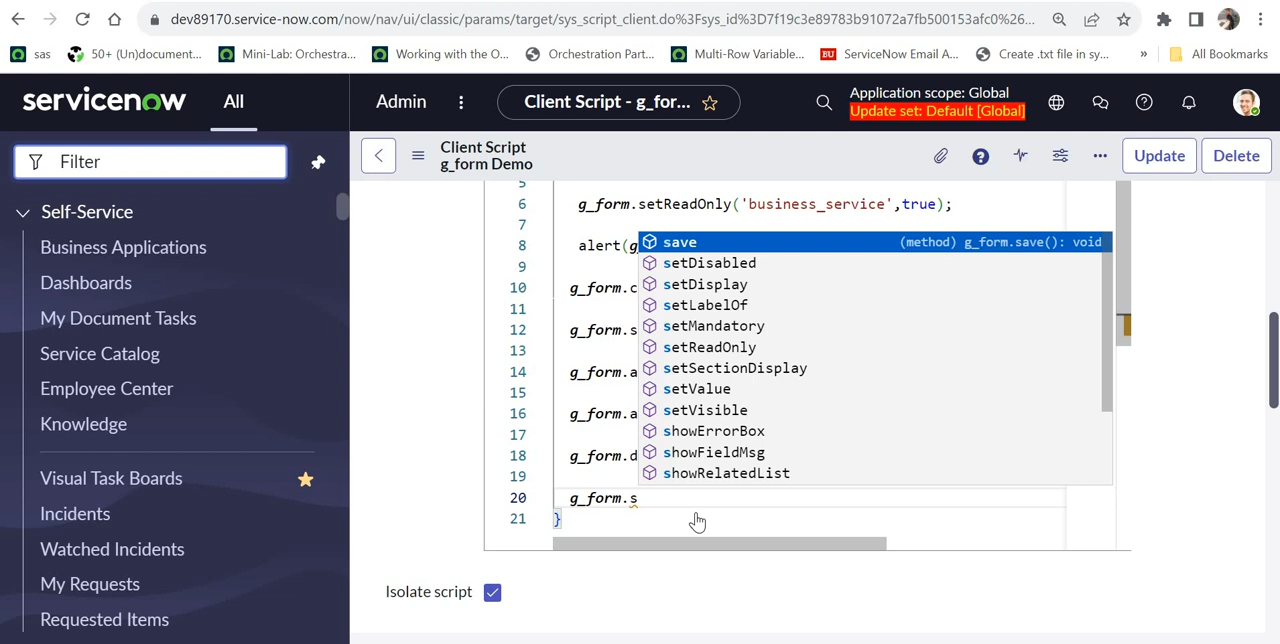 dev89170.service-now.com/now/nav/ui/classic/params/target/sys_script_client.do%3Fsys_id%3D7f19c3e89783b91072a7fb500153afc0%26...
sas
50+ (Un)document...
Mini-Lab: Orchestra...
Working with the O...
Orchestration Part...
Multi-Row Variable...
BU
ServiceNow Email A...
Create .txt file in sy...
»
All Bookmarks
servicenow
All
Admin
Client Script - g_for...
Application scope: Global
Update set: Default [Global]
Filter
Client Script
g_form Demo
Update
Delete
Self-Service
Business Applications
Dashboards
My Document Tasks
Service Catalog
Employee Center
Knowledge
Visual Task Boards
Incidents
Watched Incidents
My Requests
Requested Items
5
6 g_form.setReadOnly('business_service',true);
7
8 alert(g
9
10 g_form.c
11
12 g_form.s
13
14 g_form.a
15
16 g_form.a
17
18 g_form.d
19
20 g_form.s
21 }
save (method) g_form.save(): void
setDisabled
setDisplay
setLabelOf
setMandatory
setReadOnly
setSectionDisplay
setValue
setVisible
showErrorBox
showFieldMsg
showRelatedList
Isolate script